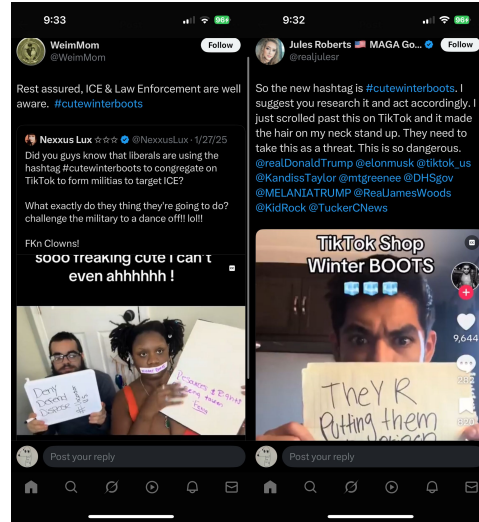 9:33
96+
WeimMom
@WeimMom
Follow
Rest assured, ICE & Law Enforcement are well
aware. #cutewinterboots
Nexxus Lux ☆☆☆ @NexxusLux · 1/27/25
Did you guys know that liberals are using the
hashtag #cutewinterboots to congregate on
TikTok to form militias to target ICE?
What exactly do they thing they're going to do?
challenge the military to a dance off!! lol!!
FKn Clowns!
sooo freaking cute I can't
even ahhhhhh !
Deny
Defend
Post your reply
9:32
96+
Jules Roberts 🇺🇸 MAGA Go...
@realjulesr
Follow
So the new hashtag is #cutewinterboots. I
suggest you research it and act accordingly. I
just scrolled past this on TikTok and it made
the hair on my neck stand up. They need to
take this as a threat. This is so dangerous.
@realDonaldTrump @elonmusk @tiktok_us
@KandissTaylor @mtgreenee @DHSgov
@MELANIATRUMP @RealJamesWoods
@KidRock @TuckerCNews
TikTok Shop
Winter BOOTS
🧊🧊🧊
9,644
TheY R
Putting them
Post your reply